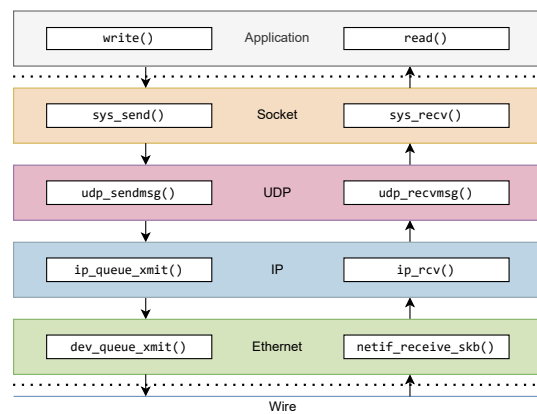 write() Application read()
sys_send() Socket sys_recv()
udp_sendmsg() UDP udp_recvmsg()
ip_queue_xmit() IP ip_rcv()
dev_queue_xmit() Ethernet netif_receive_skb()
Wire